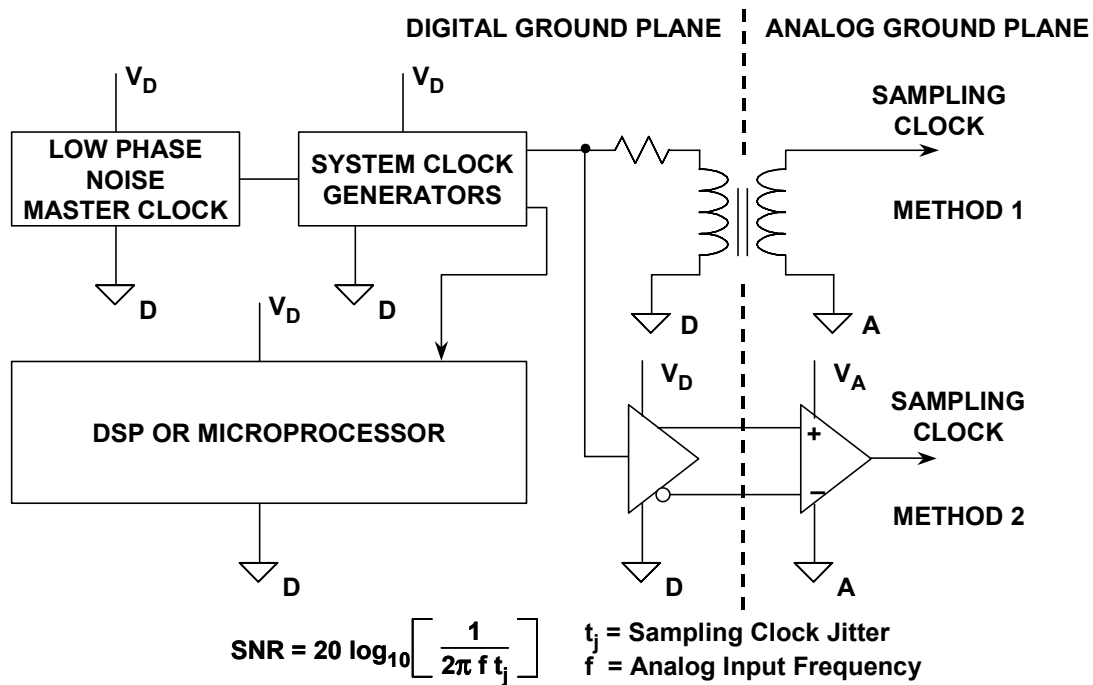 DIGITAL GROUND PLANE
ANALOG GROUND PLANE
V_D
V_D
SAMPLING
CLOCK
LOW PHASE
NOISE
MASTER CLOCK
SYSTEM CLOCK
GENERATORS
METHOD 1
D
D
V_D
D
A
V_D
V_A
DSP OR MICROPROCESSOR
SAMPLING
CLOCK
+
−
METHOD 2
D
D
A
SNR = 20 log₁₀[ 1 / 2π f t_j ]
t_j = Sampling Clock Jitter
f = Analog Input Frequency